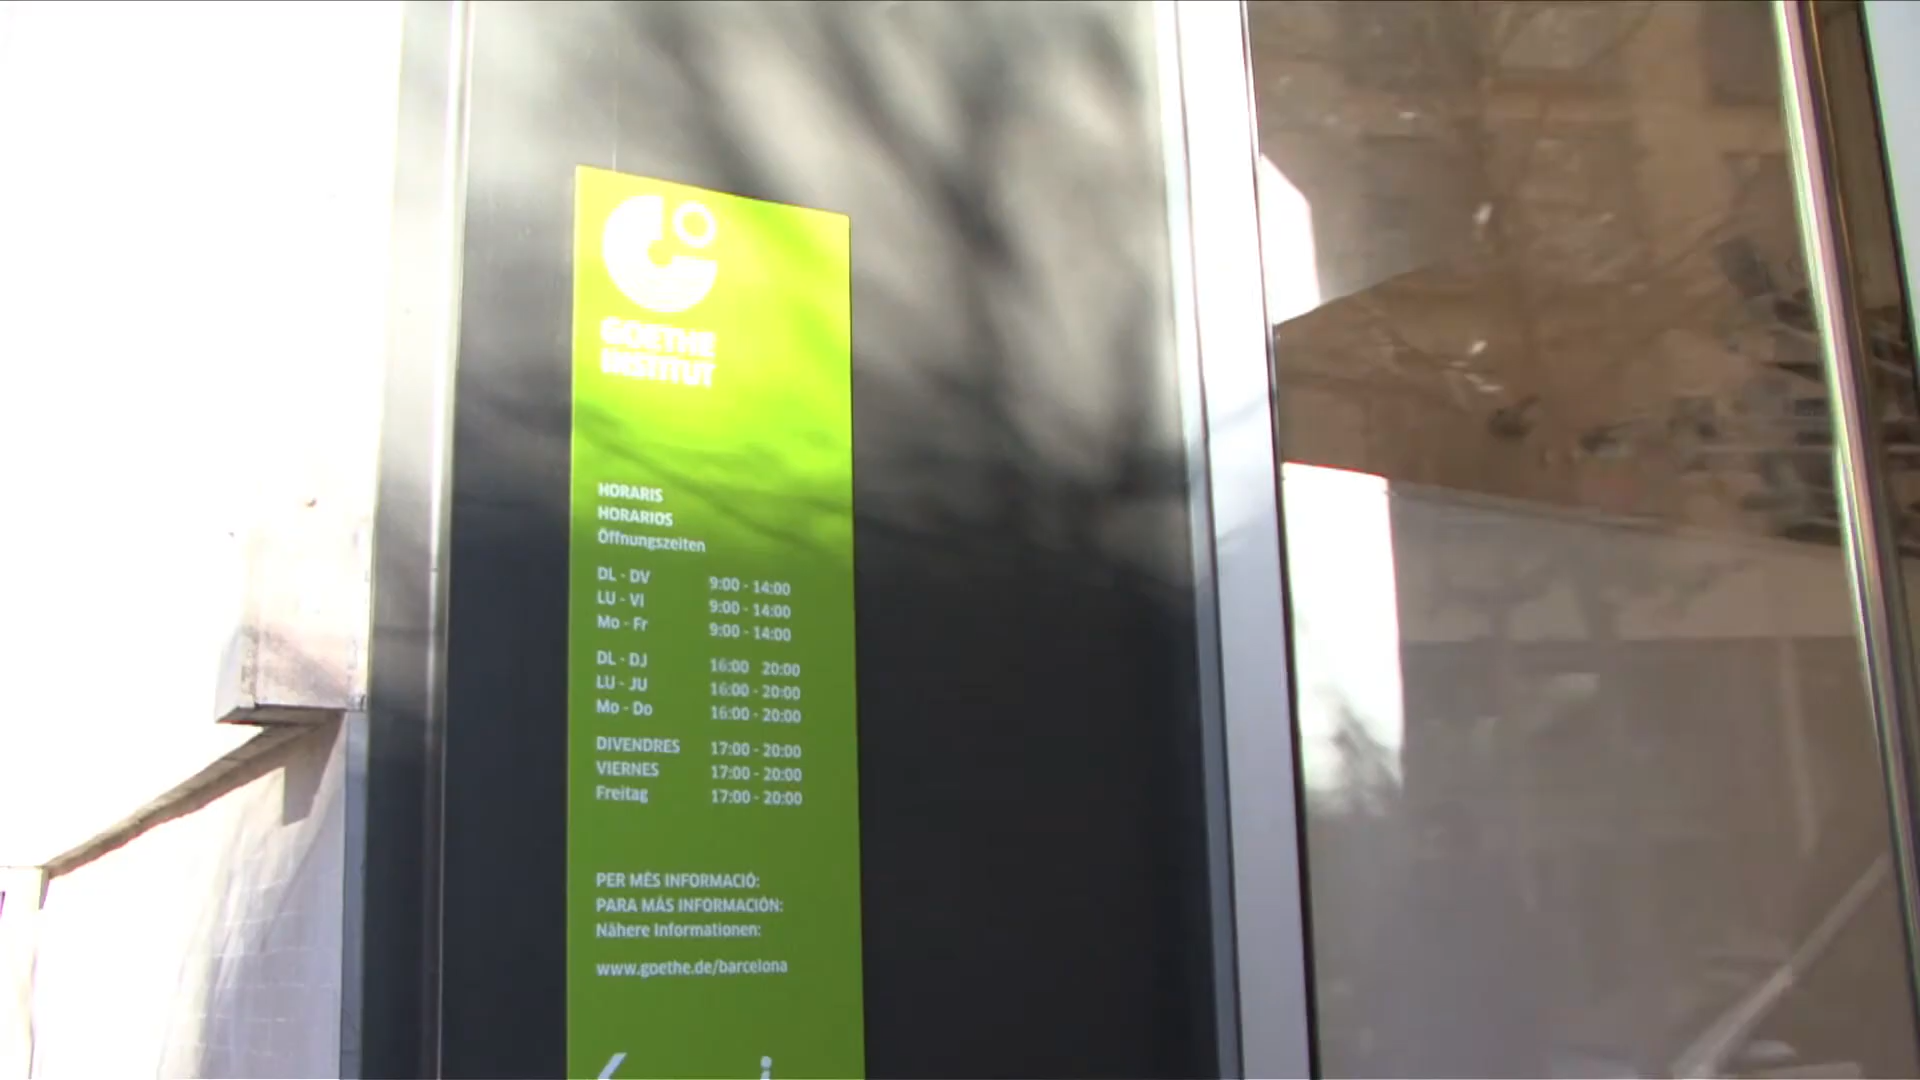 GOETHE
INSTITUT
HORARIS
HORARIOS
Öffnungszeiten
DL - DV 9:00 - 14:00
LU - VI 9:00 - 14:00
Mo - Fr 9:00 - 14:00
DL - DJ 16:00 20:00
LU - JU 16:00 - 20:00
Mo - Do 16:00 - 20:00
DIVENDRES 17:00 - 20:00
VIERNES 17:00 - 20:00
Freitag 17:00 - 20:00
PER MÉS INFORMACIÓ:
PARA MÁS INFORMACIÓN:
Nähere Informationen:
www.goethe.de/barcelona